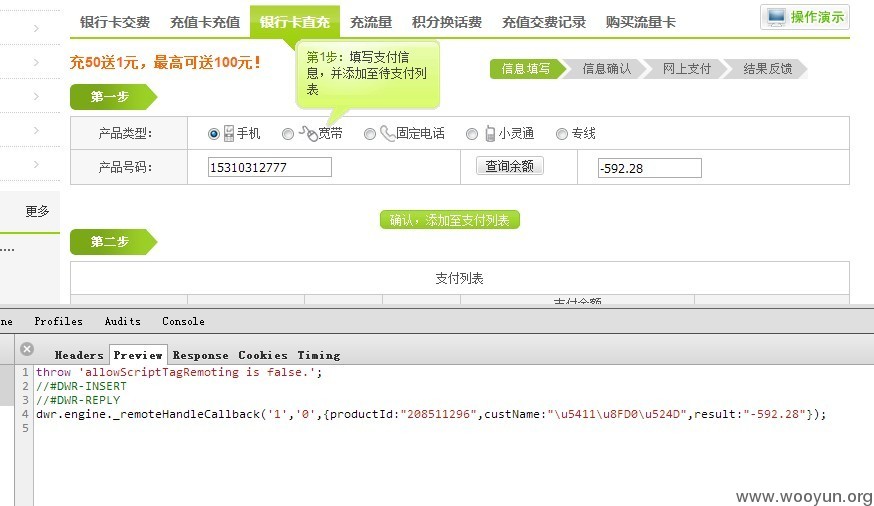 银行卡交费 充值卡充值 银行卡直充 充流量 积分换话费 充值交费记录 购买流量卡 操作演示
充50送1元，最高可送100元！
第1步：填写支付信
息，并添加至待支付列
表
信息填写 信息确认 网上支付 结果反馈
第一步
产品类型： 手机 宽带 固定电话 小灵通 专线
产品号码： 15310312777 查询余额 -592.28
更多
确认，添加至支付列表
第二步
....
支付列表
支付金额
ne Profiles Audits Console
Headers Preview Response Cookies Timing
1 throw 'allowScriptTagRemoting is false.';
2 //#DWR-INSERT
3 //#DWR-REPLY
4 dwr.engine._remoteHandleCallback('1','0',{productId:"208511296",custName:"\u5411\u8FD0\u524D",result:"-592.28"});
5
www.wooyun.org